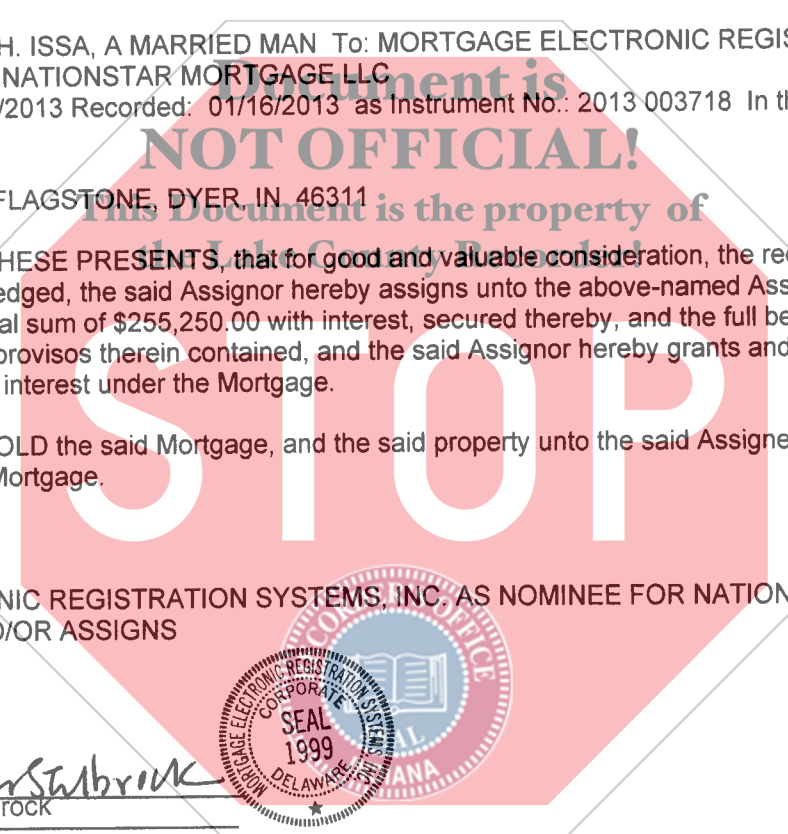 H. ISSA, A MARRIED MAN To: MORTGAGE ELECTRONIC REGIS
NATIONSTAR MORTGAGE LLC
Document is
/2013 Recorded: 01/16/2013 as Instrument No.: 2013 003718 In th
NOT OFFICIAL!
FLAGSTONE, DYER, IN 46311
This Document is the property of
HESE PRESENTS, that for good and valuable consideration, the rec
the Lake County Recorder!
edged, the said Assignor hereby assigns unto the above-named Ass
al sum of $255,250.00 with interest, secured thereby, and the full be
provisos therein contained, and the said Assignor hereby grants and
interest under the Mortgage.
STOP
OLD the said Mortgage, and the said property unto the said Assigne
Mortgage.
NIC REGISTRATION SYSTEMS, INC. AS NOMINEE FOR NATION
D/OR ASSIGNS
MORTGAGE ELECTRONIC REGISTRATION SYSTEMS, INC.
CORPORATE
SEAL
1999
DELAWARE
rock